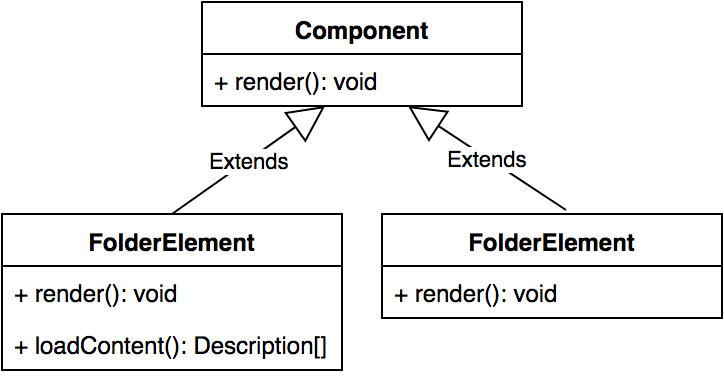 Component
+ render(): void
Extends
Extends
FolderElement
+ render(): void
+ loadContent(): Description[]
FolderElement
+ render(): void